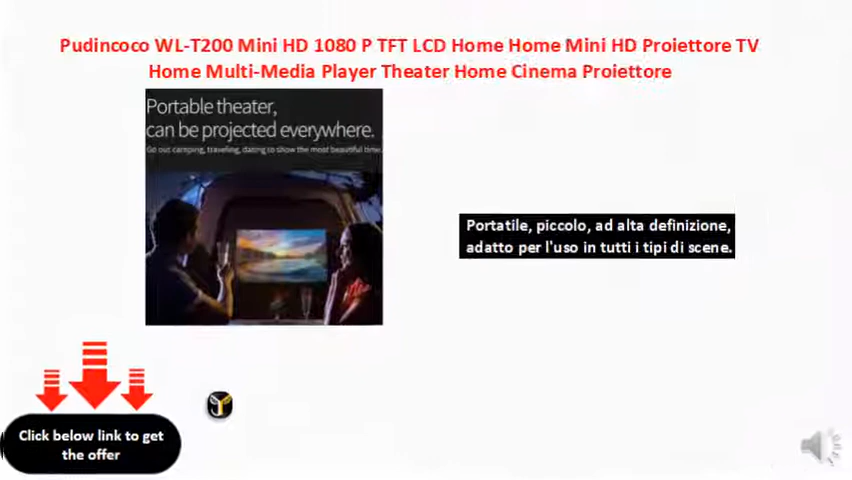 Pudincoco WL-T200 Mini HD 1080 P TFT LCD Home Home Mini HD Proiettore TV
Home Multi-Media Player Theater Home Cinema Proiettore
Portable theater,
can be projected everywhere.
Go out camping, traveling, dating to show the most beautiful time.
Portatile, piccolo, ad alta definizione,
adatto per l'uso in tutti i tipi di scene.
Click below link to get
the offer